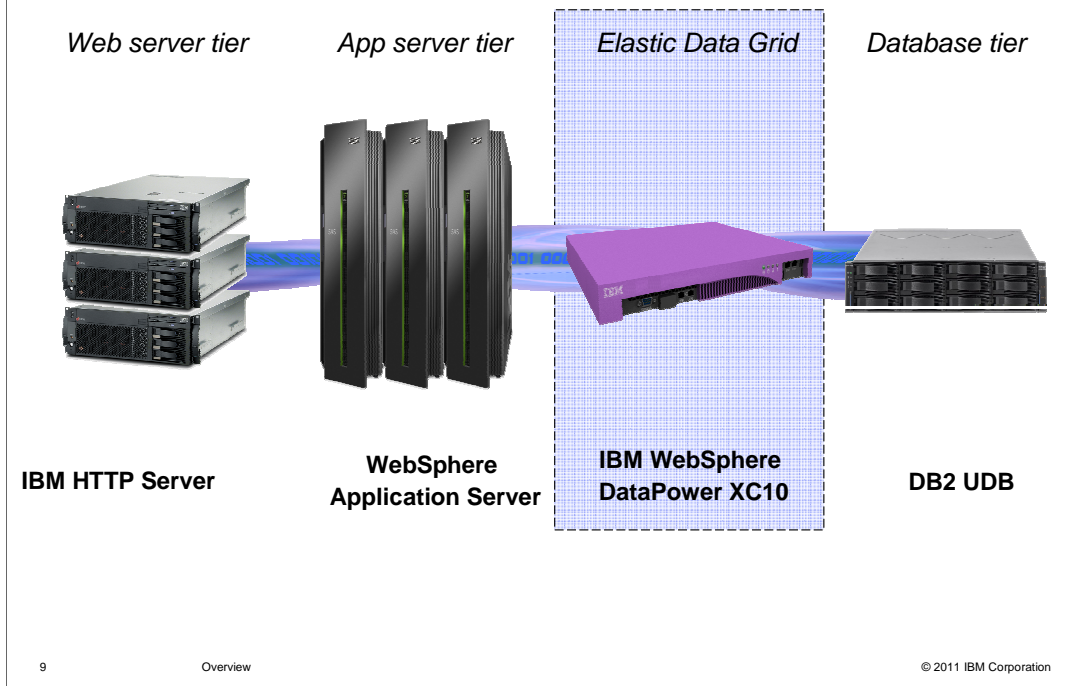 Web server tier
App server tier
Elastic Data Grid
Database tier
IBM
IBM HTTP Server
WebSphere
Application Server
IBM WebSphere
DataPower XC10
DB2 UDB
9
Overview
© 2011 IBM Corporation